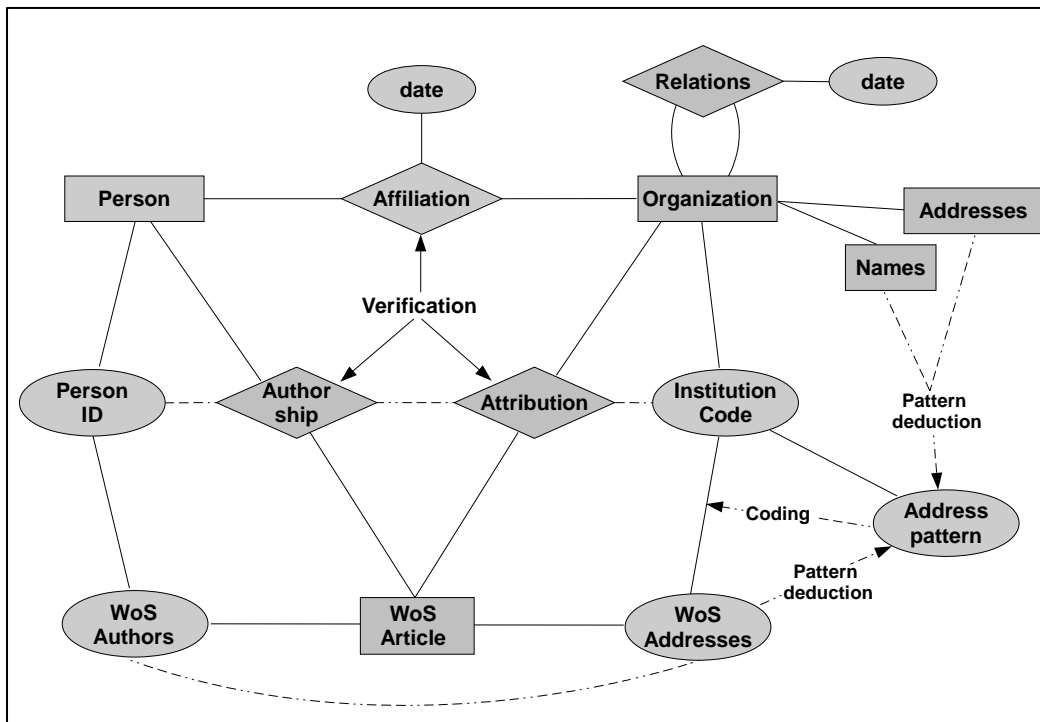 Relations
date
date
Person
Affiliation
Organization
Addresses
Names
Verification
Person
ID
Author
ship
Attribution
Institution
Code
Pattern
deduction
Coding
Address
pattern
Pattern
deduction
WoS
Authors
WoS
Article
WoS
Addresses